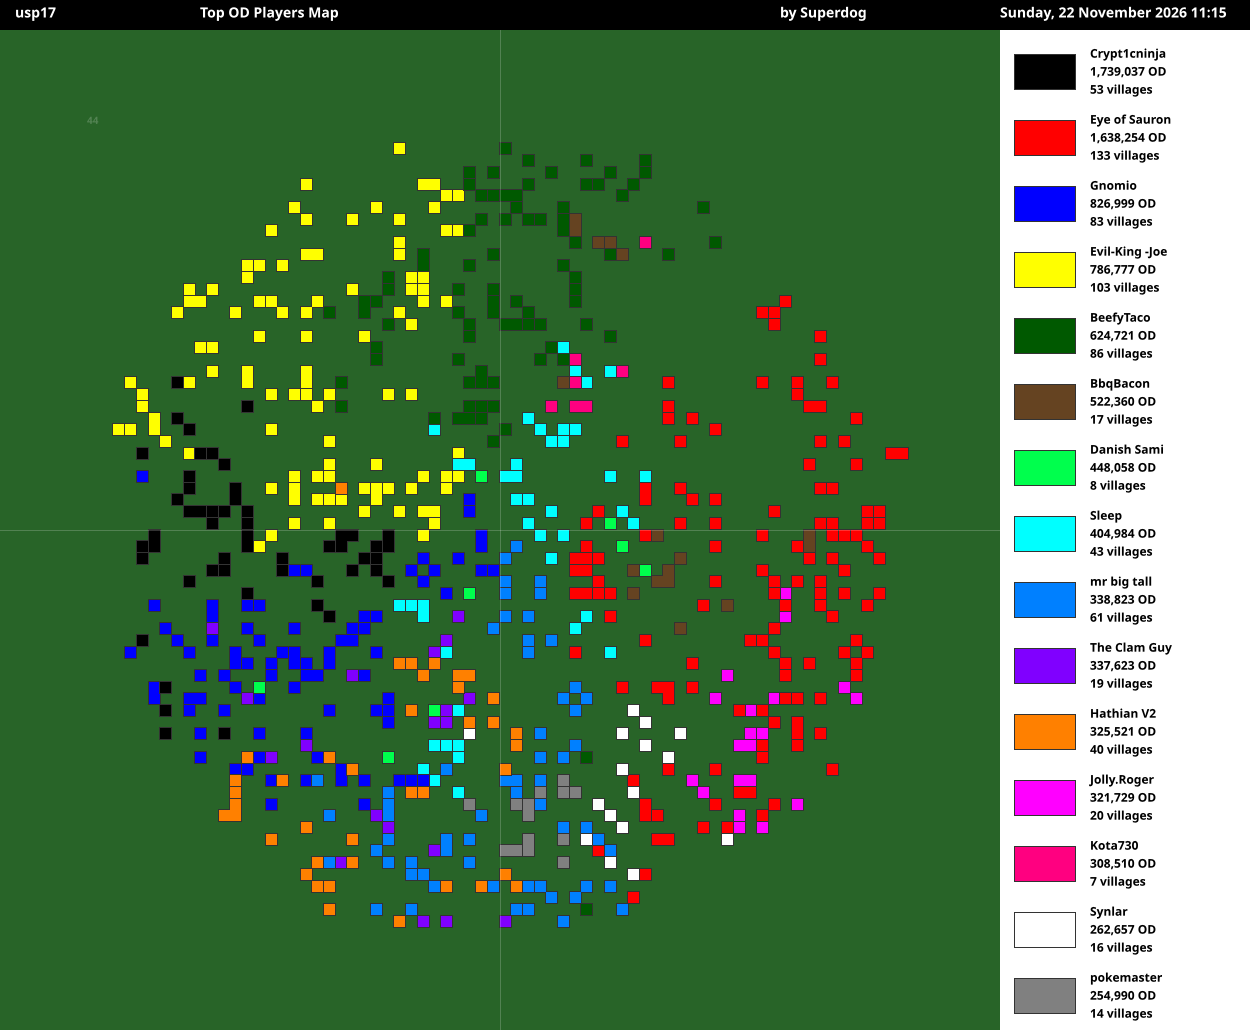 usp17 Top OD Players Map by Superdog Sunday, 22 November 2026 11:15
44
Crypt1cninja
1,739,037 OD
53 villages
Eye of Sauron
1,638,254 OD
133 villages
Gnomio
826,999 OD
83 villages
Evil-King -Joe
786,777 OD
103 villages
BeefyTaco
624,721 OD
86 villages
BbqBacon
522,360 OD
17 villages
Danish Sami
448,058 OD
8 villages
Sleep
404,984 OD
43 villages
mr big tall
338,823 OD
61 villages
The Clam Guy
337,623 OD
19 villages
Hathian V2
325,521 OD
40 villages
Jolly.Roger
321,729 OD
20 villages
Kota730
308,510 OD
7 villages
Synlar
262,657 OD
16 villages
pokemaster
254,990 OD
14 villages